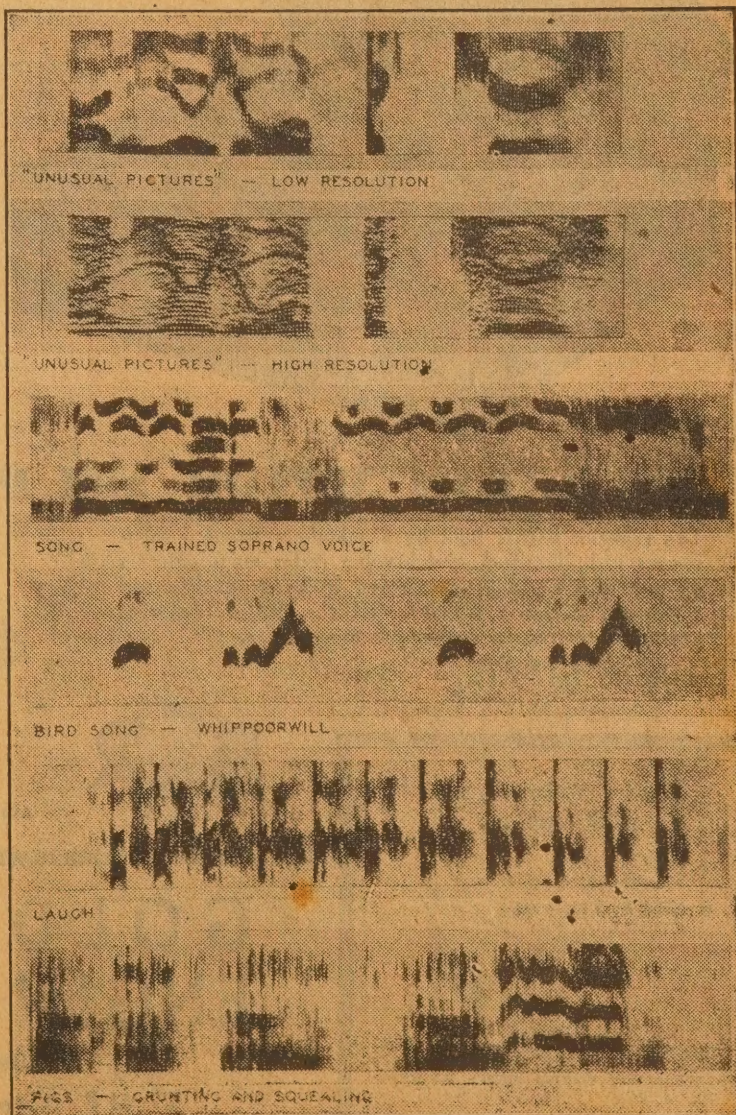 "UNUSUAL PICTURES" — LOW RESOLUTION
"UNUSUAL PICTURES" — HIGH RESOLUTION
SONG — TRAINED SOPRANO VOICE
BIRD SONG — WHIPPOORWILL
LAUGH
PIGS — GRUNTING AND SQUEALING